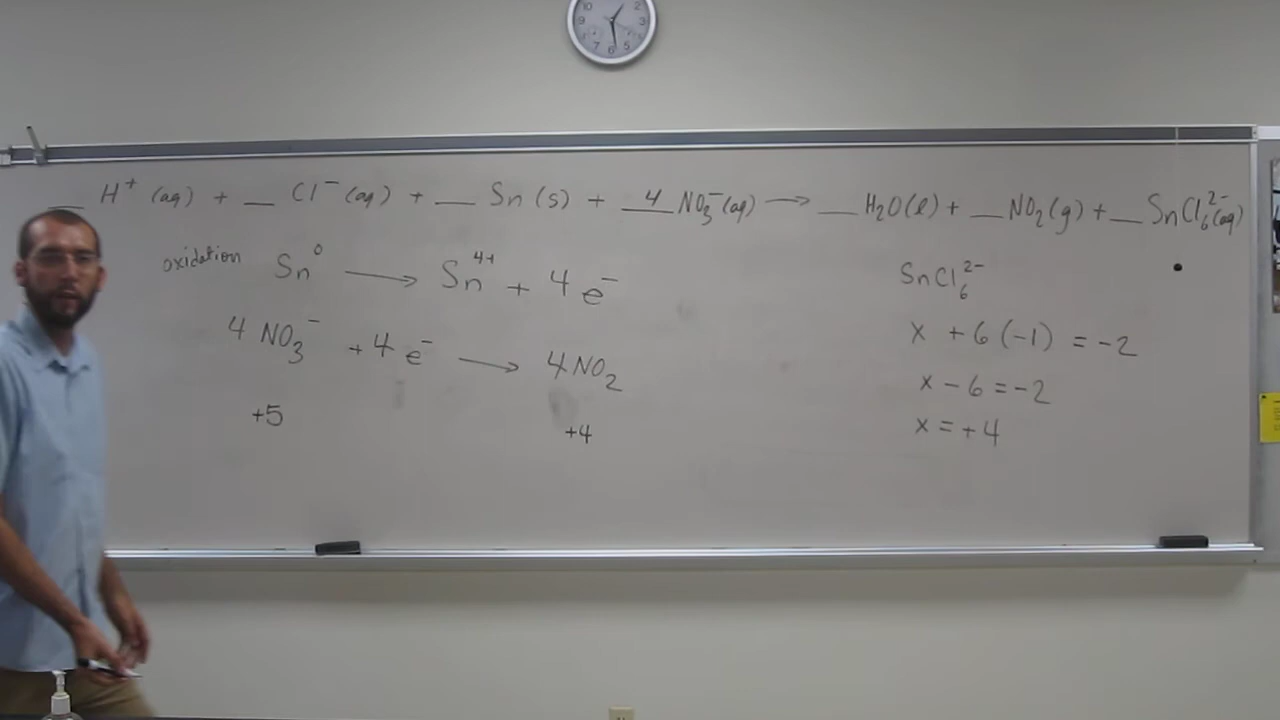 __ H⁺ (aq) + __ Cl⁻ (aq) + __ Sn (s) + 4 NO₃⁻ (aq) → __ H₂O(l) + __ NO₂(g) + __ SnCl₆²⁻(aq)
oxidation Sn⁰ → Sn⁴⁺ + 4 e⁻
4 NO₃⁻ + 4 e⁻ → 4 NO₂
+5 +4
SnCl₆²⁻
x + 6 (-1) = -2
x - 6 = -2
x = +4